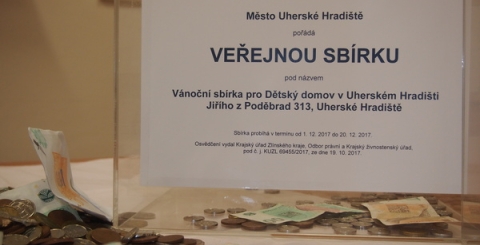 Město Uherské Hradiště
pořádá
VEŘEJNOU SBÍRKU
pod názvem
Vánoční sbírka pro Dětský domov v Uherském Hradišti
Jiřího z Poděbrad 313, Uherské Hradiště
Sbírka probíhá v termínu od 1. 12. 2017 do 20. 12. 2017.
Osvědčení vydal Krajský úřad Zlínského kraje, Odbor právní a Krajský živnostenský úřad,
pod č. j. KUZL 69455/2017, ze dne 19. 10. 2017.